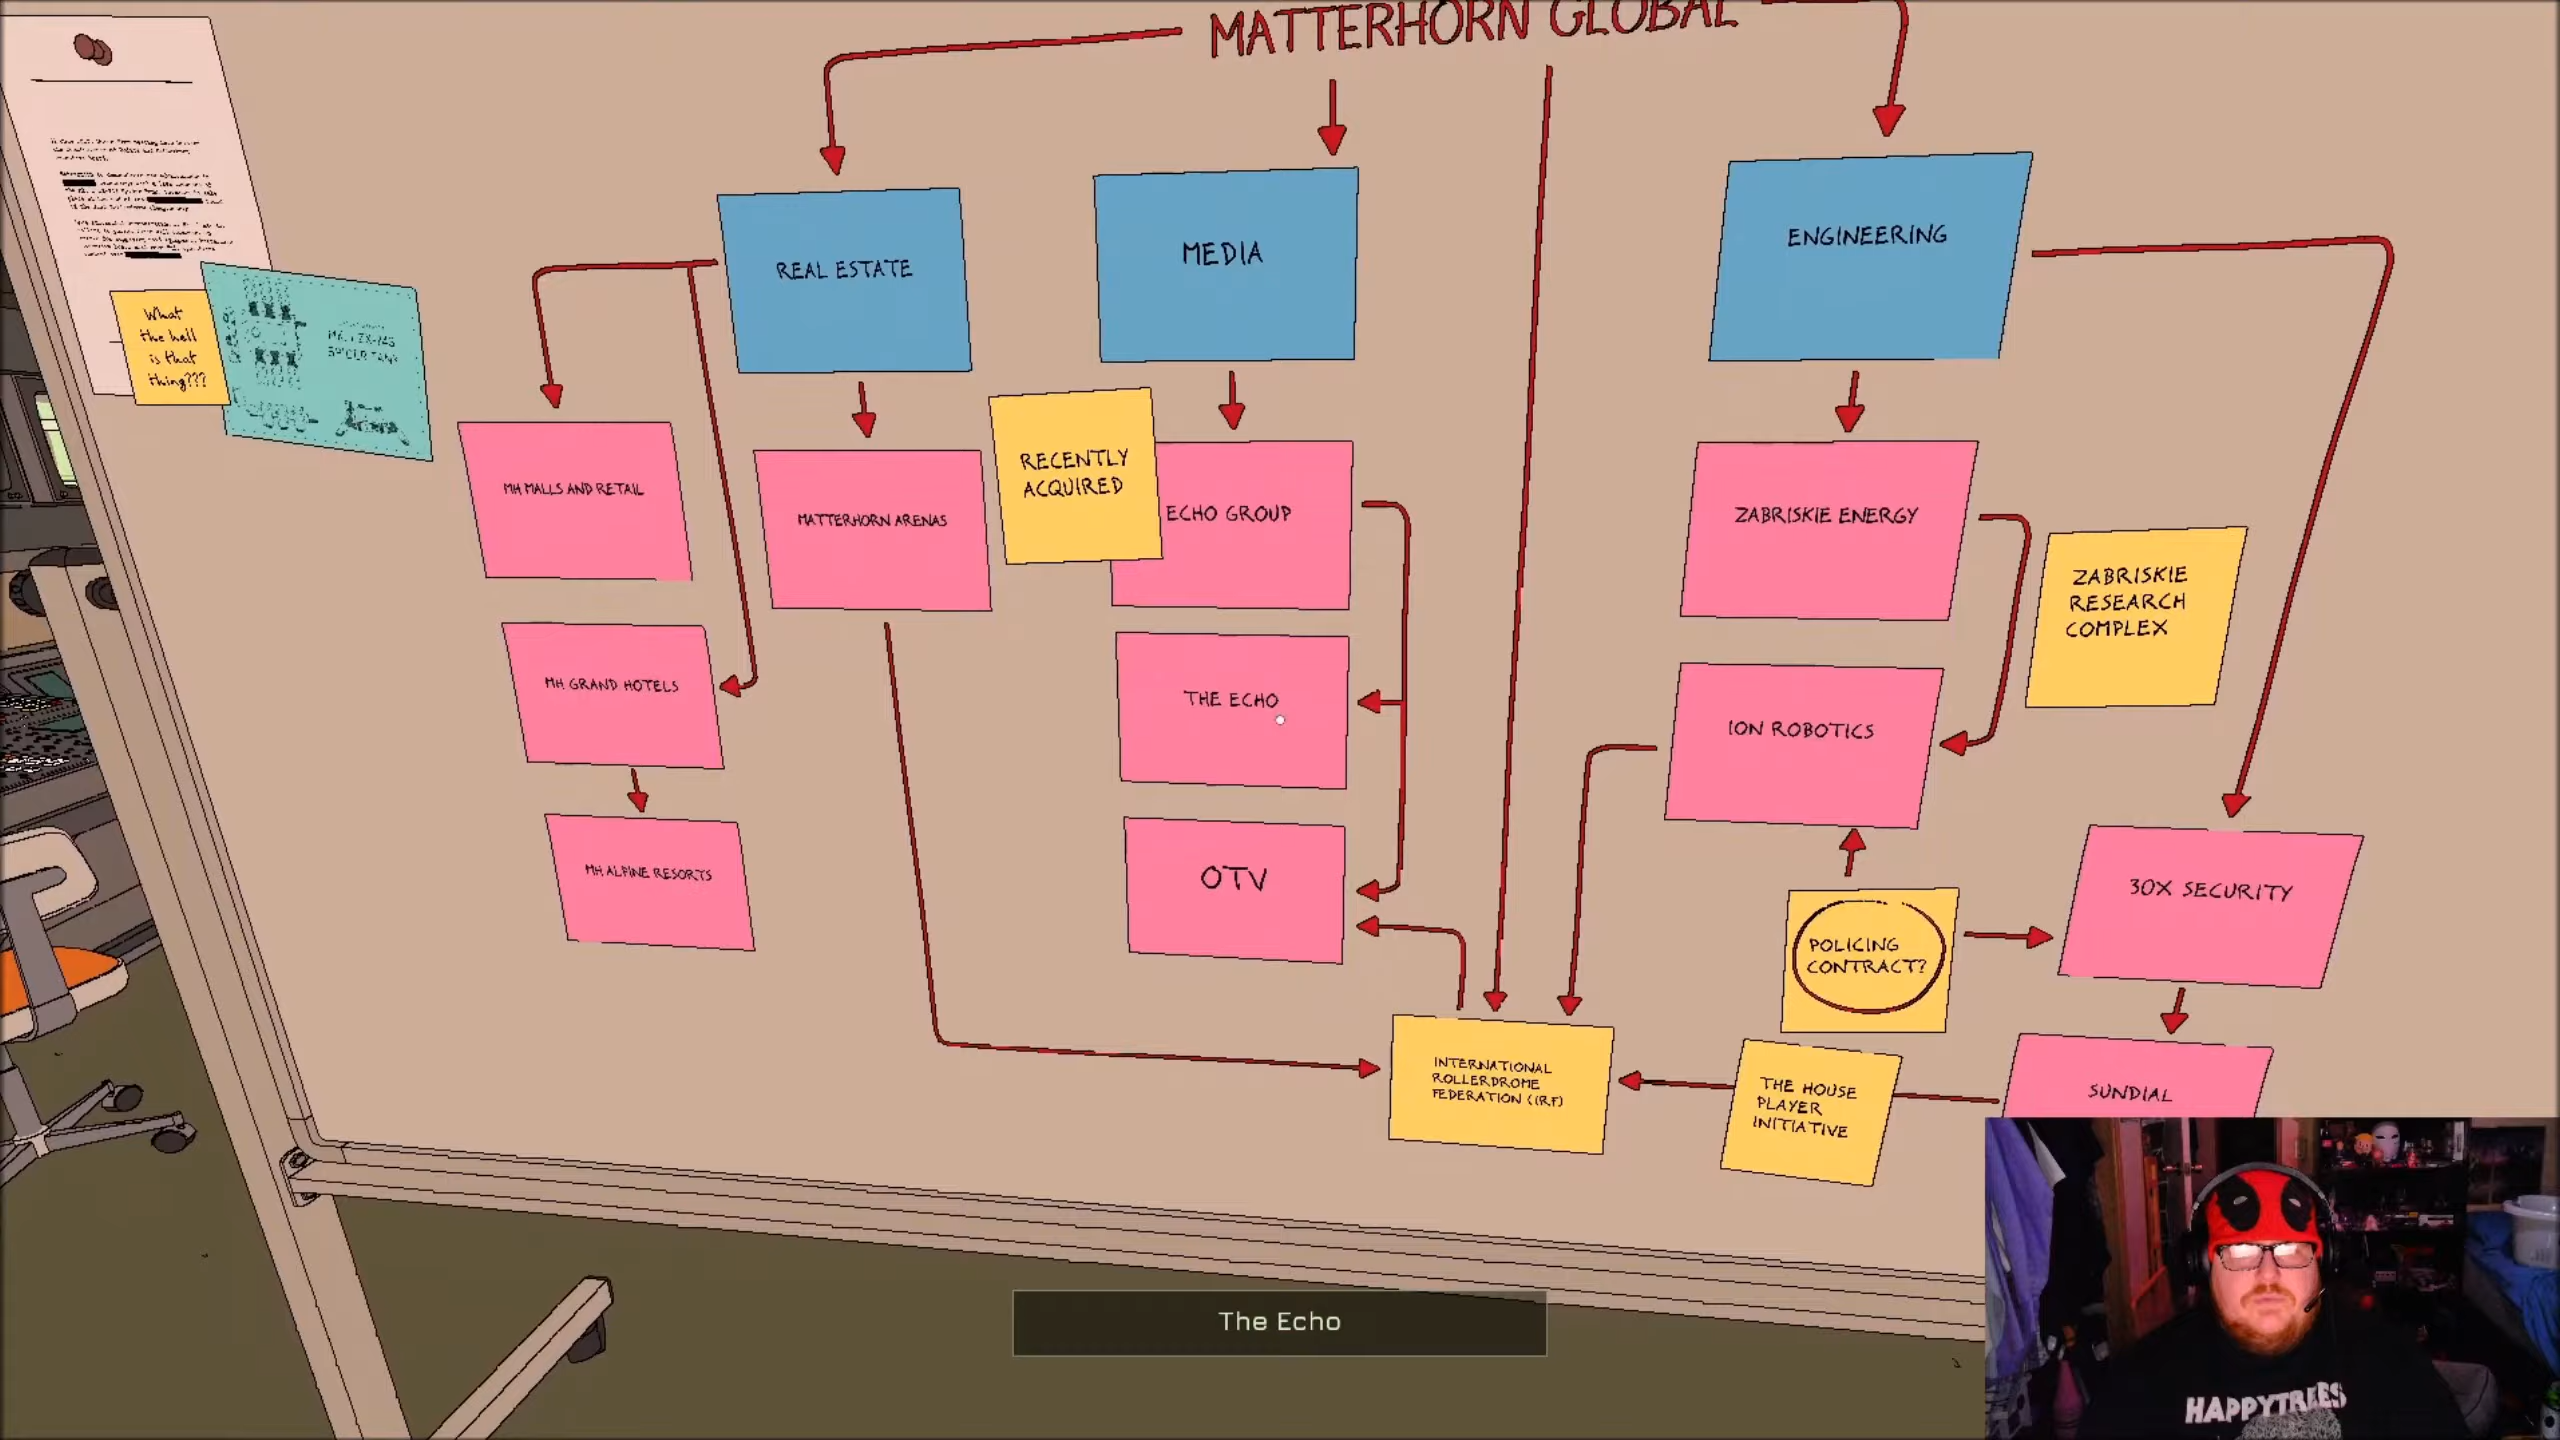 MATTERHORN GLOBAL
REAL ESTATE
MEDIA
ENGINEERING
What
the hell
is that
thing???
SPIDER TANK
MH MALLS AND RETAIL
MATTERHORN ARENAS
RECENTLY
ACQUIRED
ECHO GROUP
ZABRISKIE ENERGY
ZABRISKIE
RESEARCH
COMPLEX
MH GRAND HOTELS
THE ECHO
ION ROBOTICS
MH ALPINE RESORTS
OTV
30X SECURITY
POLICING
CONTRACT?
INTERNATIONAL
ROLLERDROME
FEDERATION (IRF)
THE HOUSE
PLAYER
INITIATIVE
SUNDIAL
The Echo
HAPPYTREES